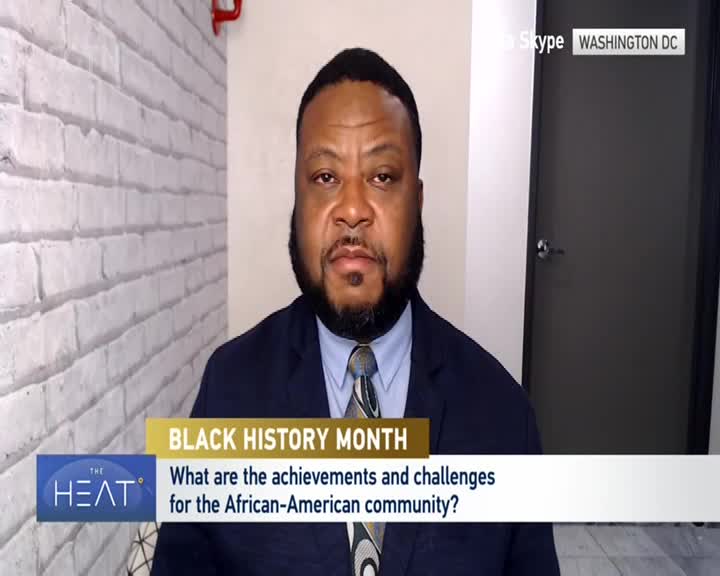 Skype
WASHINGTON DC
BLACK HISTORY MONTH
THE
HEAT
What are the achievements and challenges
for the African-American community?